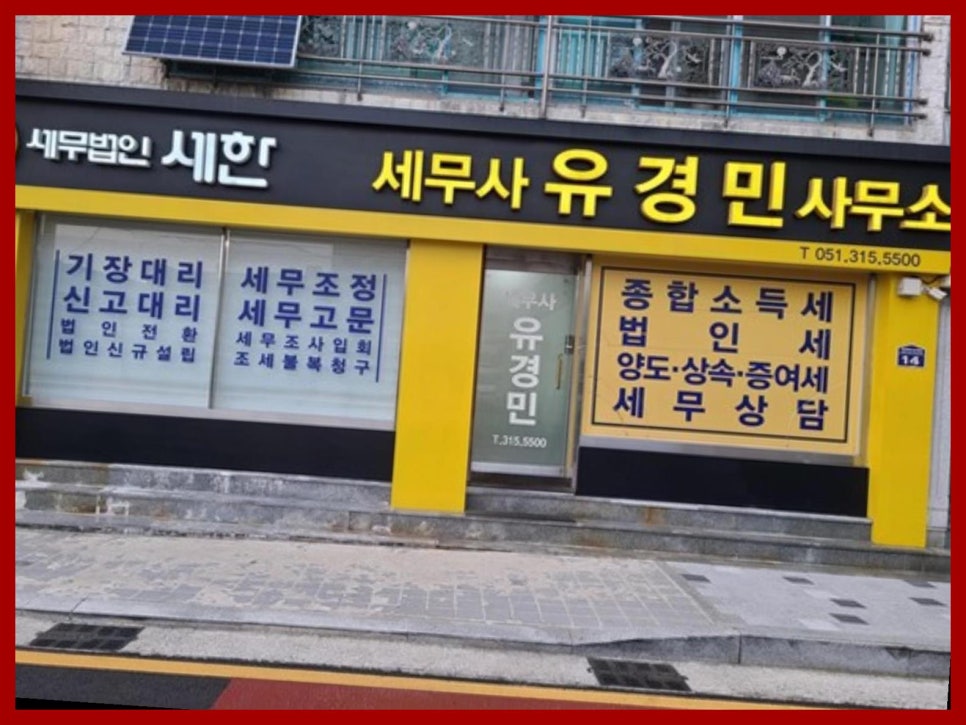 세무법인 세한
세무사 유경민 사무소
T 051.315.5500
기장대리
신고대리
법인전환
법인신규설립
세무조정
세무고문
세무조사입회
조세불복청구
세무사
유경민
T.315.5500
종합소득세
법인세
양도·상속·증여세
세무상담
14